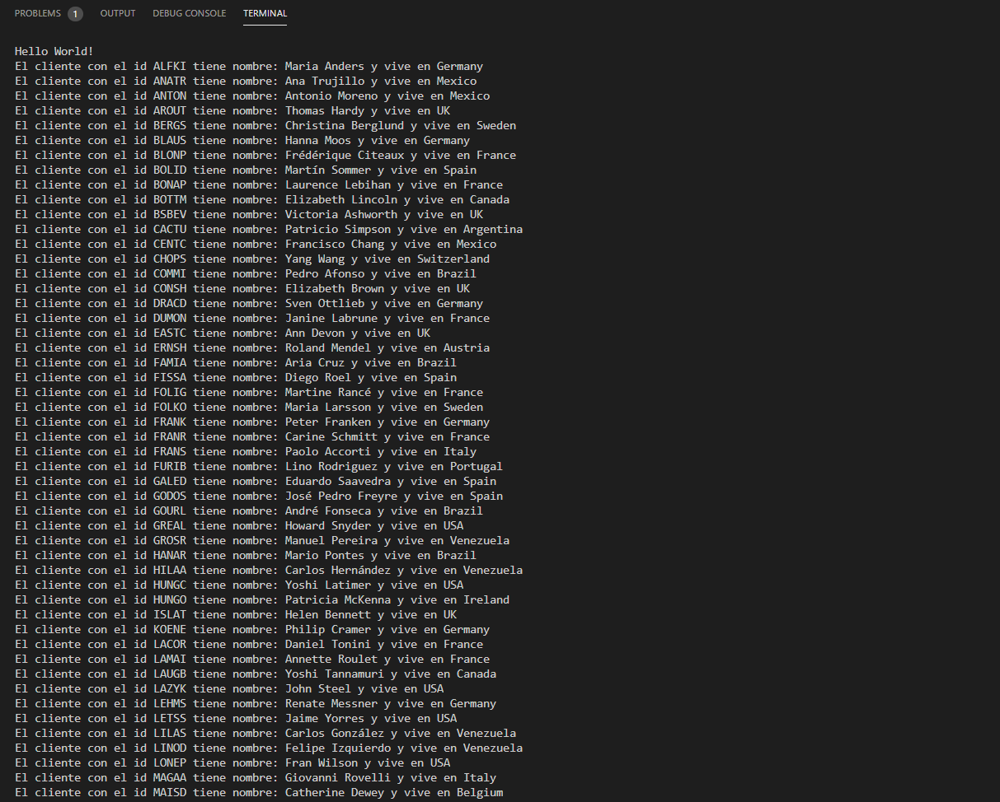 PROBLEMS 1 OUTPUT DEBUG CONSOLE TERMINAL
Hello World!
El cliente con el id ALFKI tiene nombre: Maria Anders y vive en Germany
El cliente con el id ANATR tiene nombre: Ana Trujillo y vive en Mexico
El cliente con el id ANTON tiene nombre: Antonio Moreno y vive en Mexico
El cliente con el id AROUT tiene nombre: Thomas Hardy y vive en UK
El cliente con el id BERGS tiene nombre: Christina Berglund y vive en Sweden
El cliente con el id BLAUS tiene nombre: Hanna Moos y vive en Germany
El cliente con el id BLONP tiene nombre: Frédérique Citeaux y vive en France
El cliente con el id BOLID tiene nombre: Martín Sommer y vive en Spain
El cliente con el id BONAP tiene nombre: Laurence Lebihan y vive en France
El cliente con el id BOTTM tiene nombre: Elizabeth Lincoln y vive en Canada
El cliente con el id BSBEV tiene nombre: Victoria Ashworth y vive en UK
El cliente con el id CACTU tiene nombre: Patricio Simpson y vive en Argentina
El cliente con el id CENTC tiene nombre: Francisco Chang y vive en Mexico
El cliente con el id CHOPS tiene nombre: Yang Wang y vive en Switzerland
El cliente con el id COMMI tiene nombre: Pedro Afonso y vive en Brazil
El cliente con el id CONSH tiene nombre: Elizabeth Brown y vive en UK
El cliente con el id DRACD tiene nombre: Sven Ottlieb y vive en Germany
El cliente con el id DUMON tiene nombre: Janine Labrune y vive en France
El cliente con el id EASTC tiene nombre: Ann Devon y vive en UK
El cliente con el id ERNSH tiene nombre: Roland Mendel y vive en Austria
El cliente con el id FAMIA tiene nombre: Aria Cruz y vive en Brazil
El cliente con el id FISSA tiene nombre: Diego Roel y vive en Spain
El cliente con el id FOLIG tiene nombre: Martine Rancé y vive en France
El cliente con el id FOLKO tiene nombre: Maria Larsson y vive en Sweden
El cliente con el id FRANK tiene nombre: Peter Franken y vive en Germany
El cliente con el id FRANR tiene nombre: Carine Schmitt y vive en France
El cliente con el id FRANS tiene nombre: Paolo Accorti y vive en Italy
El cliente con el id FURIB tiene nombre: Lino Rodriguez y vive en Portugal
El cliente con el id GALED tiene nombre: Eduardo Saavedra y vive en Spain
El cliente con el id GODOS tiene nombre: José Pedro Freyre y vive en Spain
El cliente con el id GOURL tiene nombre: André Fonseca y vive en Brazil
El cliente con el id GREAL tiene nombre: Howard Snyder y vive en USA
El cliente con el id GROSR tiene nombre: Manuel Pereira y vive en Venezuela
El cliente con el id HANAR tiene nombre: Mario Pontes y vive en Brazil
El cliente con el id HILAA tiene nombre: Carlos Hernández y vive en Venezuela
El cliente con el id HUNGC tiene nombre: Yoshi Latimer y vive en USA
El cliente con el id HUNGO tiene nombre: Patricia McKenna y vive en Ireland
El cliente con el id ISLAT tiene nombre: Helen Bennett y vive en UK
El cliente con el id KOENE tiene nombre: Philip Cramer y vive en Germany
El cliente con el id LACOR tiene nombre: Daniel Tonini y vive en France
El cliente con el id LAMAI tiene nombre: Annette Roulet y vive en France
El cliente con el id LAUGB tiene nombre: Yoshi Tannamuri y vive en Canada
El cliente con el id LAZYK tiene nombre: John Steel y vive en USA
El cliente con el id LEHMS tiene nombre: Renate Messner y vive en Germany
El cliente con el id LETSS tiene nombre: Jaime Yorres y vive en USA
El cliente con el id LILAS tiene nombre: Carlos González y vive en Venezuela
El cliente con el id LINOD tiene nombre: Felipe Izquierdo y vive en Venezuela
El cliente con el id LONEP tiene nombre: Fran Wilson y vive en USA
El cliente con el id MAGAA tiene nombre: Giovanni Rovelli y vive en Italy
El cliente con el id MAISD tiene nombre: Catherine Dewey y vive en Belgium